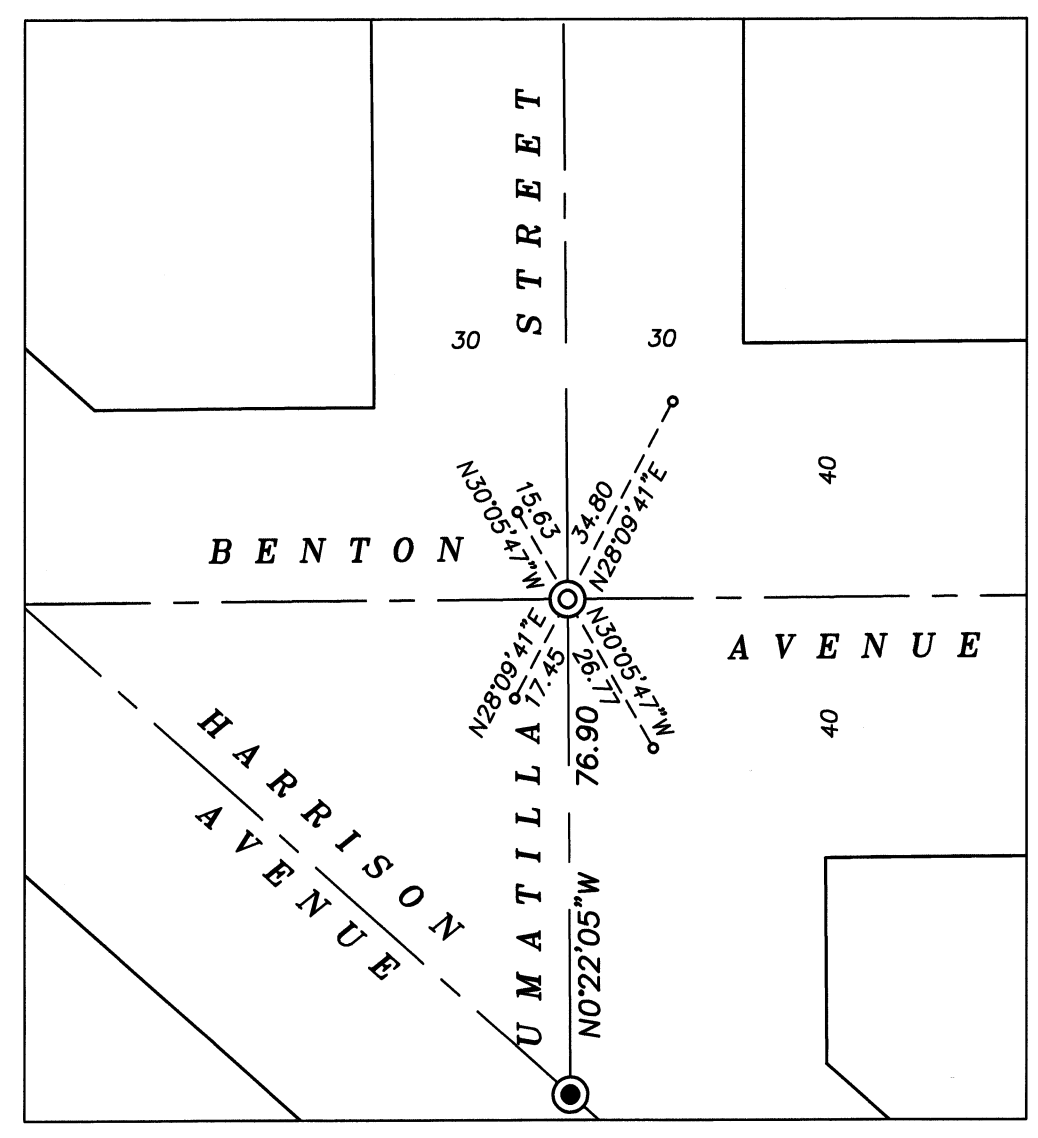 STREET
30
30
40
N30°05'47"W
15.63
34.80
N28°09'41"E
BENTON
AVENUE
N28°09'41"E
17.45
26.77
N30°05'47"W
40
76.90
HARRISON
AVENUE
UMATILLA
N0°22'05"W